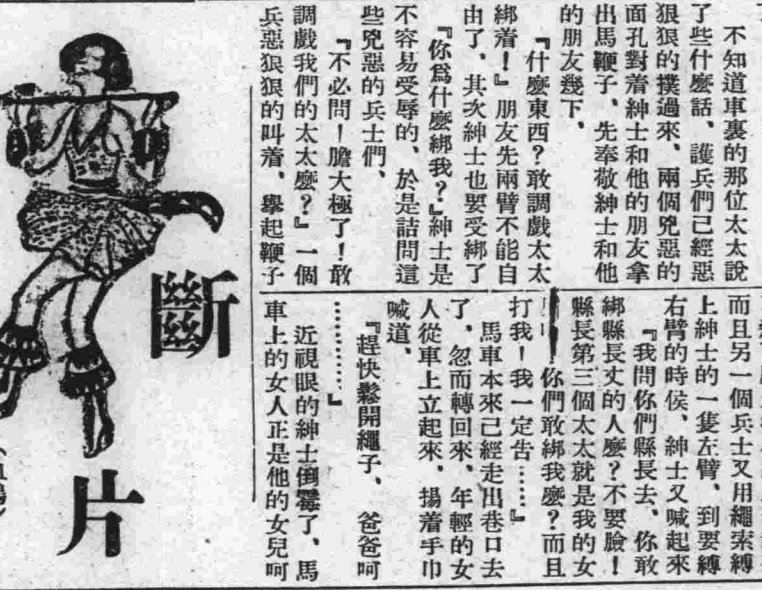 不知道車裏的那位太太說
了些什麽話、護兵們已經惡
狠狠的撲過來、兩個兇惡的
面孔對着紳士和他的朋友拿
出馬鞭子、先奉敬紳士和他
的朋友幾下、
『什麽東西?敢調戲太太
綁着!』朋友先兩臂不能自
由了、其次紳士也要受綁了
『你爲什麽綁我?』紳士是
不容易受辱的、於是詰問這
些兇惡的兵士們、
『不必問!膽大極了!敢
調戲我們的太太麽?』一個
兵惡狠狠的叫着、舉起鞭子
而且另一個兵士又用繩索縛
上紳士的一隻左臂、到要縛
右臂的時侯、紳士又喊起來
『我問你們縣長去、你敢
綁縣長丈的人麽?不要臉!
縣長第三個太太就是我的女
你們敢綁我麽?而且
打我!我一定告……』
馬車本來已經走出巷口去
了、忽而轉回來、年輕的女
人從車上立起來、揚着手巾
喊道、
『趕快鬆開繩子、爸爸呵
…………』
近視眼的紳士倒霉了、馬
車上的女人正是他的女兒呵
斷片